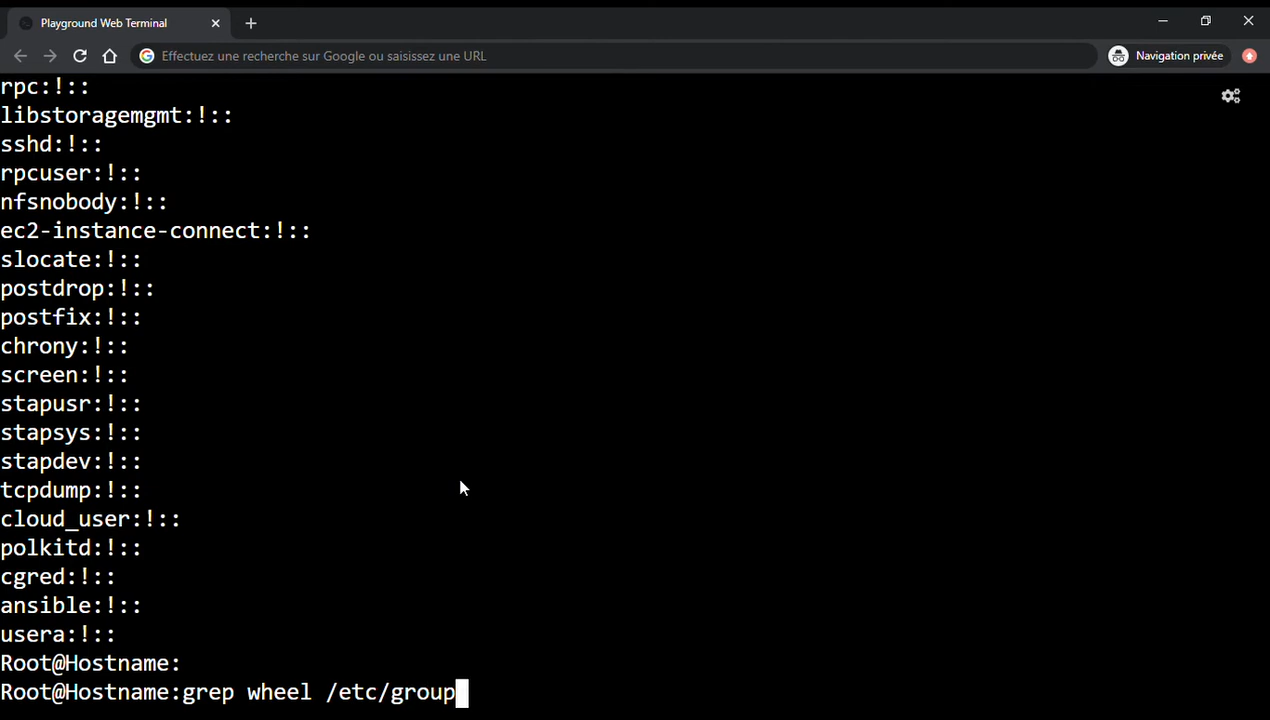 Playground Web Terminal
Effectuez une recherche sur Google ou saisissez une URL
Navigation privée
rpc:!::
libstoragemgmt:!::
sshd:!::
rpcuser:!::
nfsnobody:!::
ec2-instance-connect:!::
slocate:!::
postdrop:!::
postfix:!::
chrony:!::
screen:!::
stapusr:!::
stapsys:!::
stapdev:!::
tcpdump:!::
cloud_user:!::
polkitd:!::
cgred:!::
ansible:!::
usera:!::
Root@Hostname:
Root@Hostname:grep wheel /etc/group